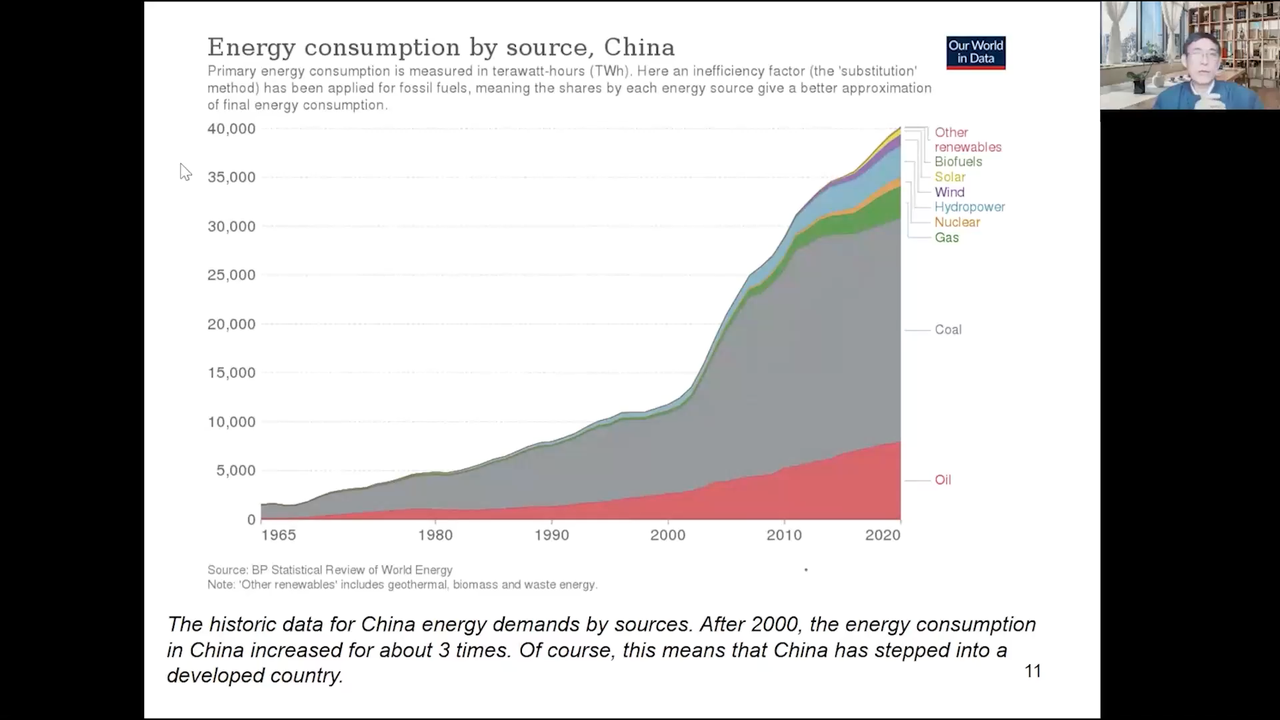 Energy consumption by source, China
Our World
in Data
Primary energy consumption is measured in terawatt-hours (TWh). Here an inefficiency factor (the 'substitution'
method) has been applied for fossil fuels, meaning the shares by each energy source give a better approximation
of final energy consumption.
40,000
35,000
30,000
25,000
20,000
15,000
10,000
5,000
0
Other
renewables
Biofuels
Solar
Wind
Hydropower
Nuclear
Gas
Coal
Oil
1965
1980
1990
2000
2010
2020
Source: BP Statistical Review of World Energy
Note: 'Other renewables' includes geothermal, biomass and waste energy.
The historic data for China energy demands by sources. After 2000, the energy consumption
in China increased for about 3 times. Of course, this means that China has stepped into a
developed country.
11